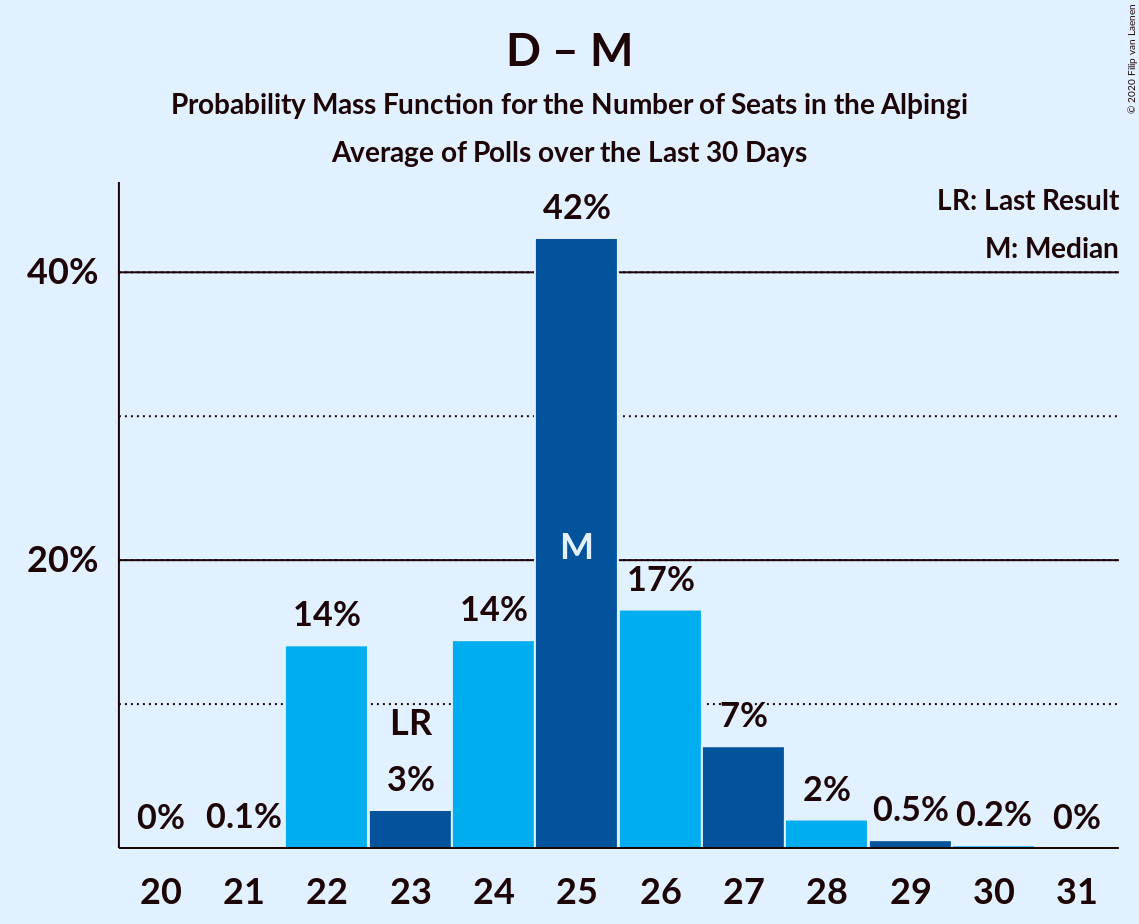 D – M
Probability Mass Function for the Number of Seats in the Alþingi
Average of Polls over the Last 30 Days
© 2020 Filip van Laenen
LR: Last Result
M: Median
40%
20%
0%
0.1%
14%
LR
3%
14%
42%
M
17%
7%
2%
0.5%
0.2%
0%
20 21 22 23 24 25 26 27 28 29 30 31